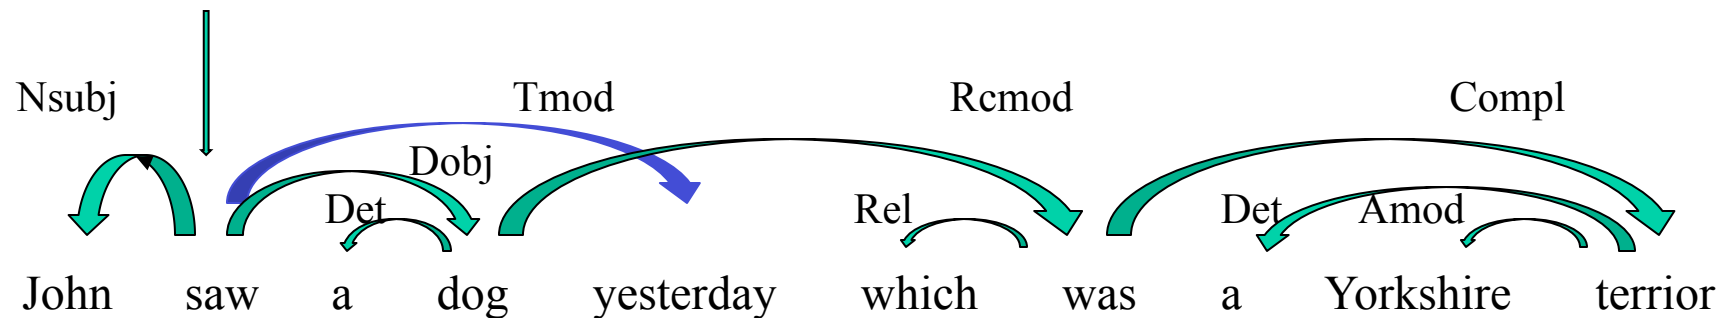 Nsubj Tmod Rcmod Compl
Dobj
Det Rel Det Amod
John saw a dog yesterday which was a Yorkshire terrior